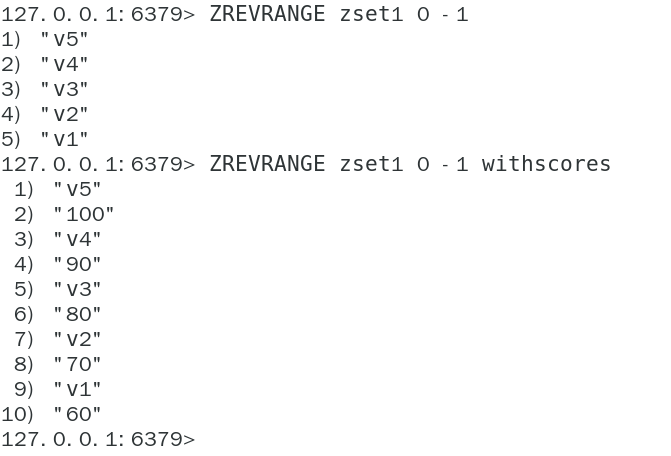 127.0.0.1:6379> ZREVRANGE zset1 0 -1
1) "v5"
2) "v4"
3) "v3"
4) "v2"
5) "v1"
127.0.0.1:6379> ZREVRANGE zset1 0 -1 withscores
 1) "v5"
 2) "100"
 3) "v4"
 4) "90"
 5) "v3"
 6) "80"
 7) "v2"
 8) "70"
 9) "v1"
10) "60"
127.0.0.1:6379>